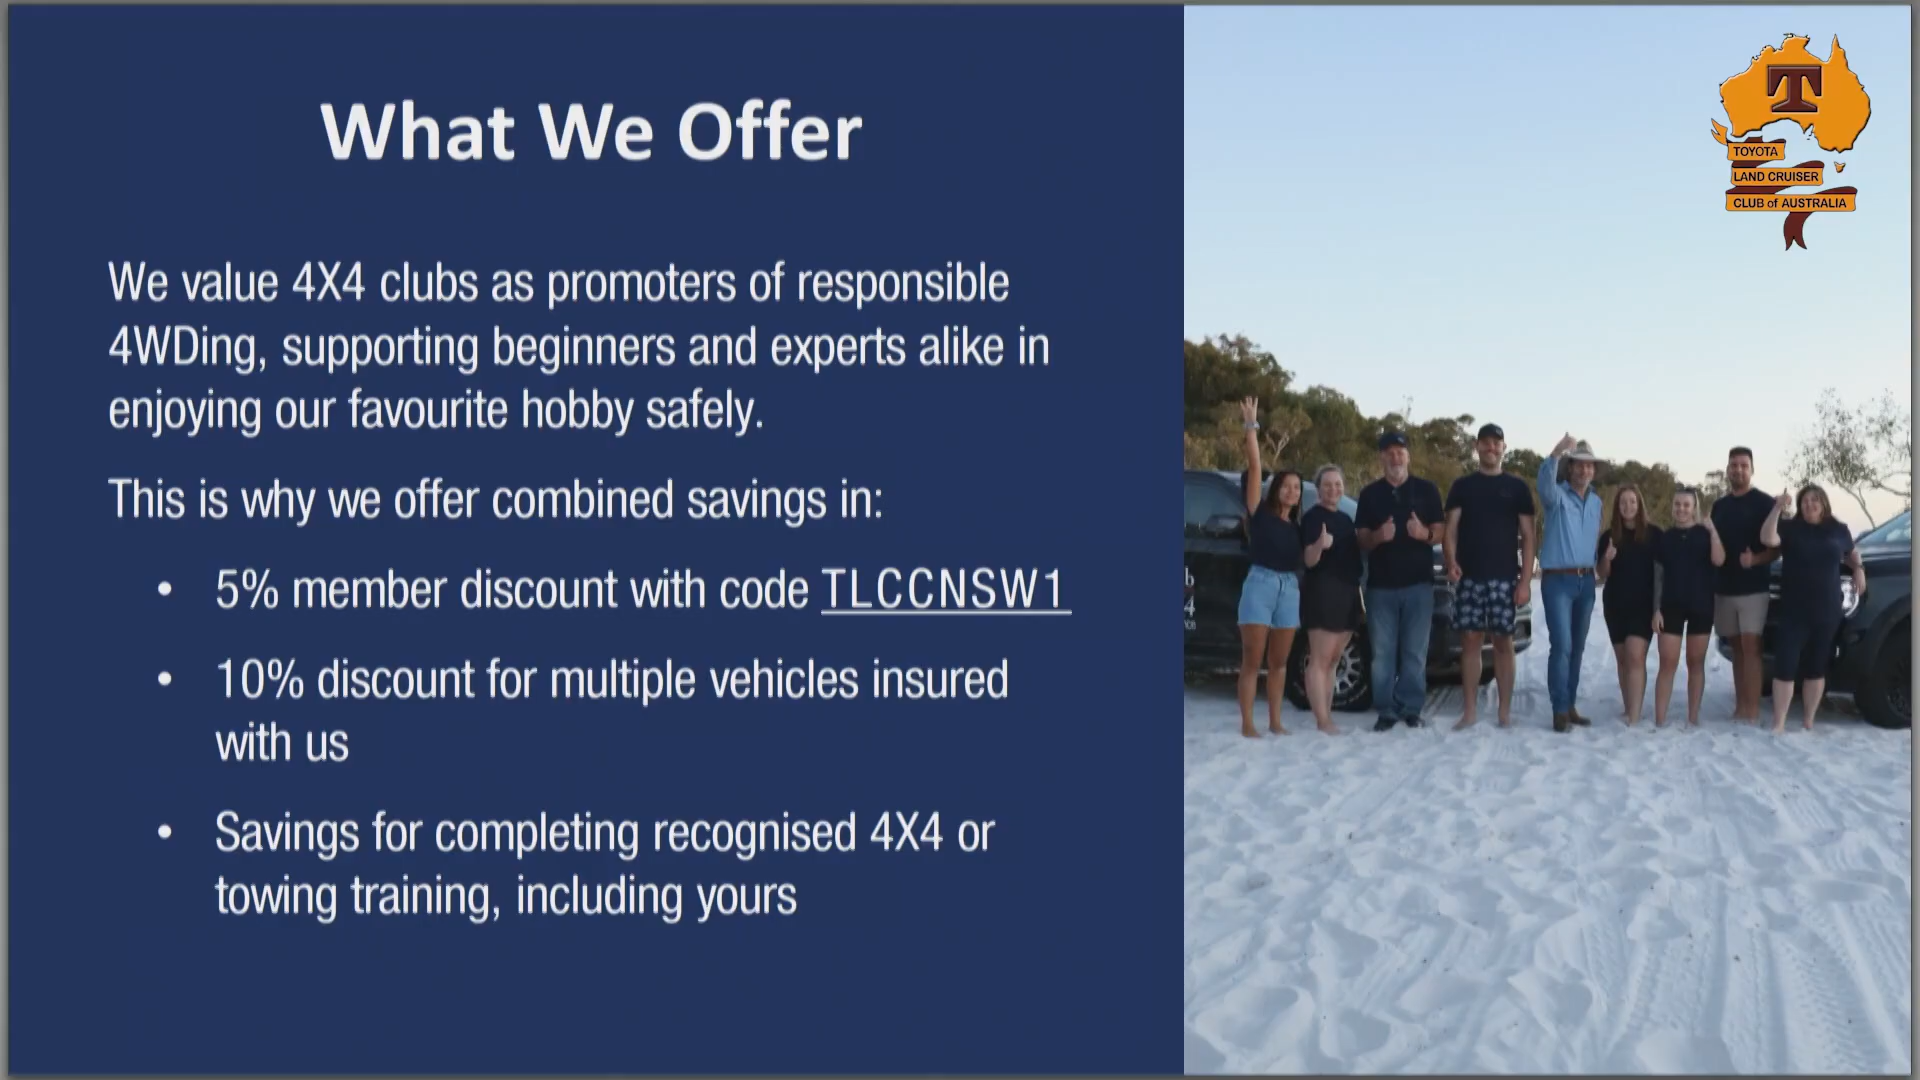 What We Offer
We value 4X4 clubs as promoters of responsible
4WDing, supporting beginners and experts alike in
enjoying our favourite hobby safely.
This is why we offer combined savings in:
• 5% member discount with code TLCCNSW1
• 10% discount for multiple vehicles insured
with us
• Savings for completing recognised 4X4 or
towing training, including yours
T
TOYOTA
LAND CRUISER
CLUB of AUSTRALIA